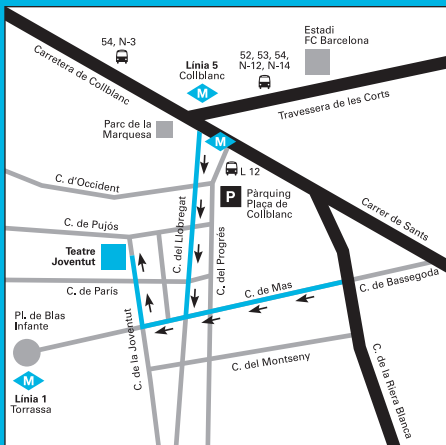 54, N-3
Carretera de Collblanc
Línia 5
Collblanc
M
52, 53, 54,
N-12, N-14
Estadi
FC Barcelona
Travessera de les Corts
Parc de la
Marquesa
M
L 12
P
Pàrquing
Plaça de
Collblanc
Carrer de Sants
C. d'Occident
C. de Pujós
C. del Llobregat
C. del Progrés
Teatre
Joventut
C. de París
C. de Mas
C. de Bassegoda
Pl. de Blas
Infante
M
Línia 1
Torrassa
C. de la Joventut
C. del Montseny
C. de la Riera Blanca